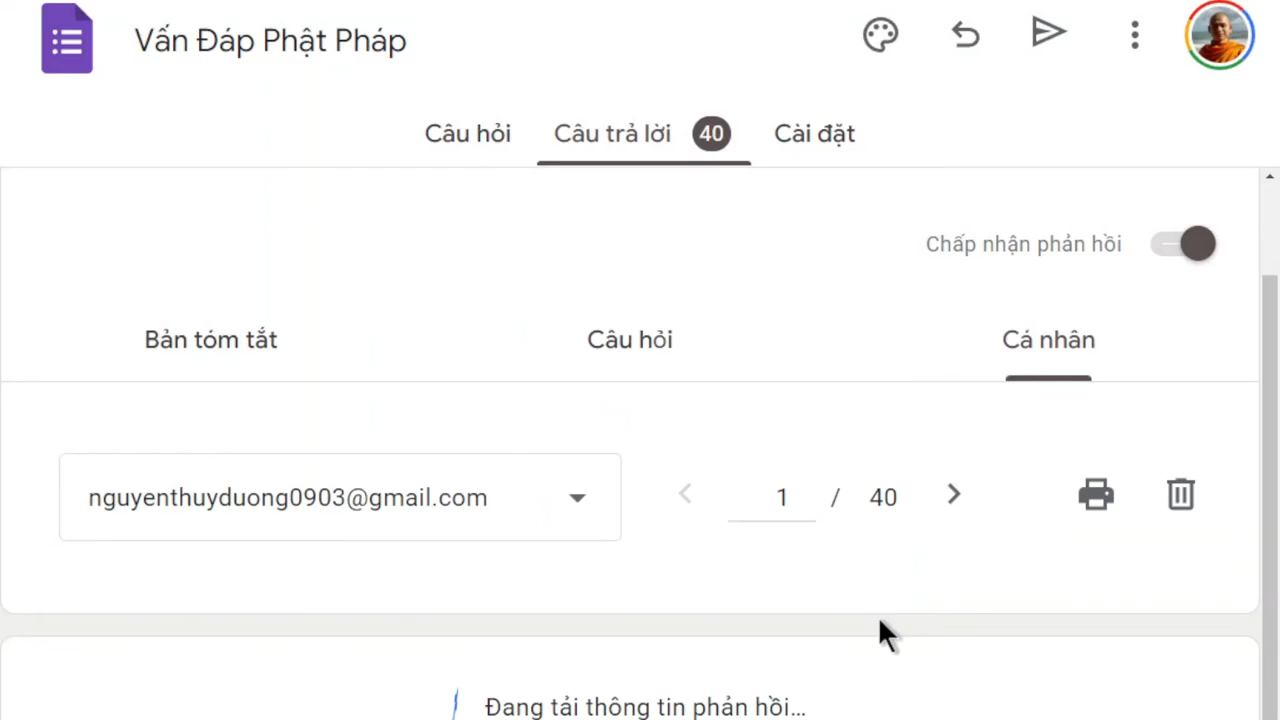 Vấn Đáp Phật Pháp
Câu hỏi Câu trả lời 40 Cài đặt
Chấp nhận phản hồi
Bản tóm tắt Câu hỏi Cá nhân
nguyenthuyduong0903@gmail.com 1 / 40
Đang tải thông tin phản hồi...